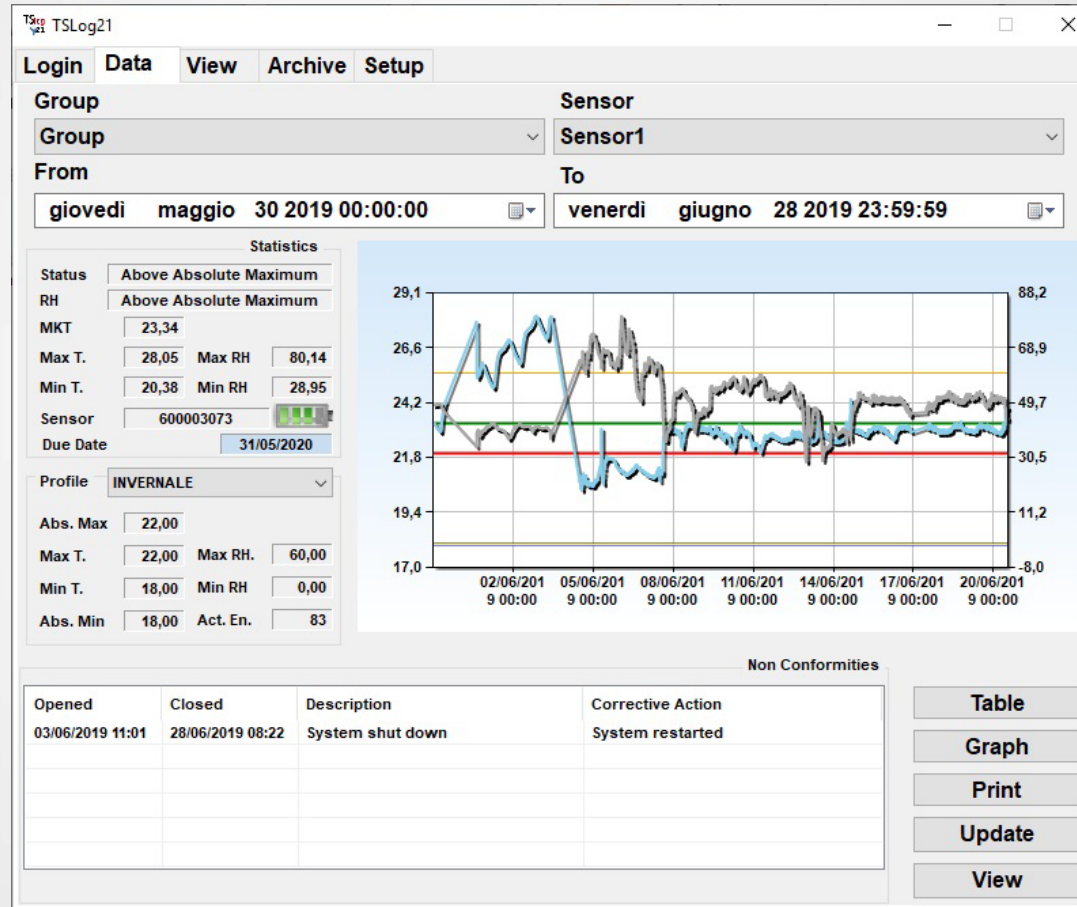 TSlog21 TSLog21
Login Data View Archive Setup
Group Sensor
Group Sensor1
From To
giovedì maggio 30 2019 00:00:00 venerdì giugno 28 2019 23:59:59
Statistics
Status Above Absolute Maximum
RH Above Absolute Maximum
MKT 23,34
Max T. 28,05 Max RH 80,14
Min T. 20,38 Min RH 28,95
Sensor 600003073
Due Date 31/05/2020
Profile INVERNALE
Abs. Max 22,00
Max T. 22,00 Max RH. 60,00
Min T. 18,00 Min RH 0,00
Abs. Min 18,00 Act. En. 83
29,1 88,2
26,6 68,9
24,2 49,7
21,8 30,5
19,4 11,2
17,0 -8,0
02/06/201 05/06/201 08/06/201 11/06/201 14/06/201 17/06/201 20/06/201
9 00:00 9 00:00 9 00:00 9 00:00 9 00:00 9 00:00 9 00:00
Non Conformities
Opened Closed Description Corrective Action
03/06/2019 11:01 28/06/2019 08:22 System shut down System restarted
Table
Graph
Print
Update
View